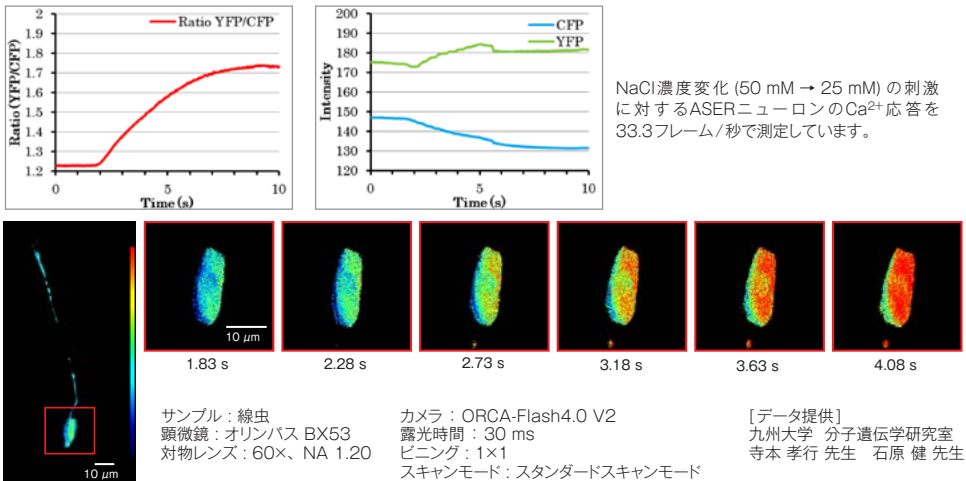 Ratio YFP/CFP
Ratio (YFP/CFP)
2
1.9
1.8
1.7
1.6
1.5
1.4
1.3
1.2
0
5
10
Time (s)
CFP
YFP
Intensity
200
190
180
170
160
150
140
130
120
0
5
10
Time (s)
NaCl濃度変化 (50 mM → 25 mM) の刺激
に対するASERニューロンのCa²⁺応答を
33.3フレーム/秒で測定しています。
10 μm
10 μm
1.83 s
2.28 s
2.73 s
3.18 s
3.63 s
4.08 s
サンプル : 線虫
顕微鏡 : オリンパス BX53
対物レンズ : 60×、NA 1.20
カメラ : ORCA-Flash4.0 V2
露光時間 : 30 ms
ビニング : 1×1
スキャンモード : スタンダードスキャンモード
[データ提供]
九州大学 分子遺伝学研究室
寺本 孝行 先生 石原 健 先生